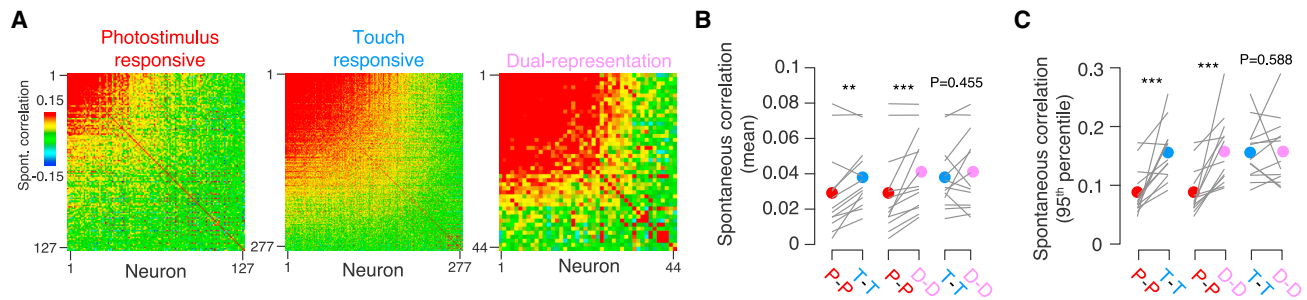 A
Photostimulus
responsive
Touch
responsive
Dual-representation
1
0.15
-0.15
Spont. correlation
127
1
Neuron
127
1
277
1
Neuron
277
1
44
1
Neuron
44
B
Spontaneous correlation
(mean)
0.1
0.08
0.06
0.04
0.02
0
**
***
P=0.455
P-P
T-T
P-P
D-D
T-T
D-D
C
Spontaneous correlation
(95th percentile)
0.3
0.2
0.1
0
***
***
P=0.588
P-P
T-T
P-P
D-D
T-T
D-D